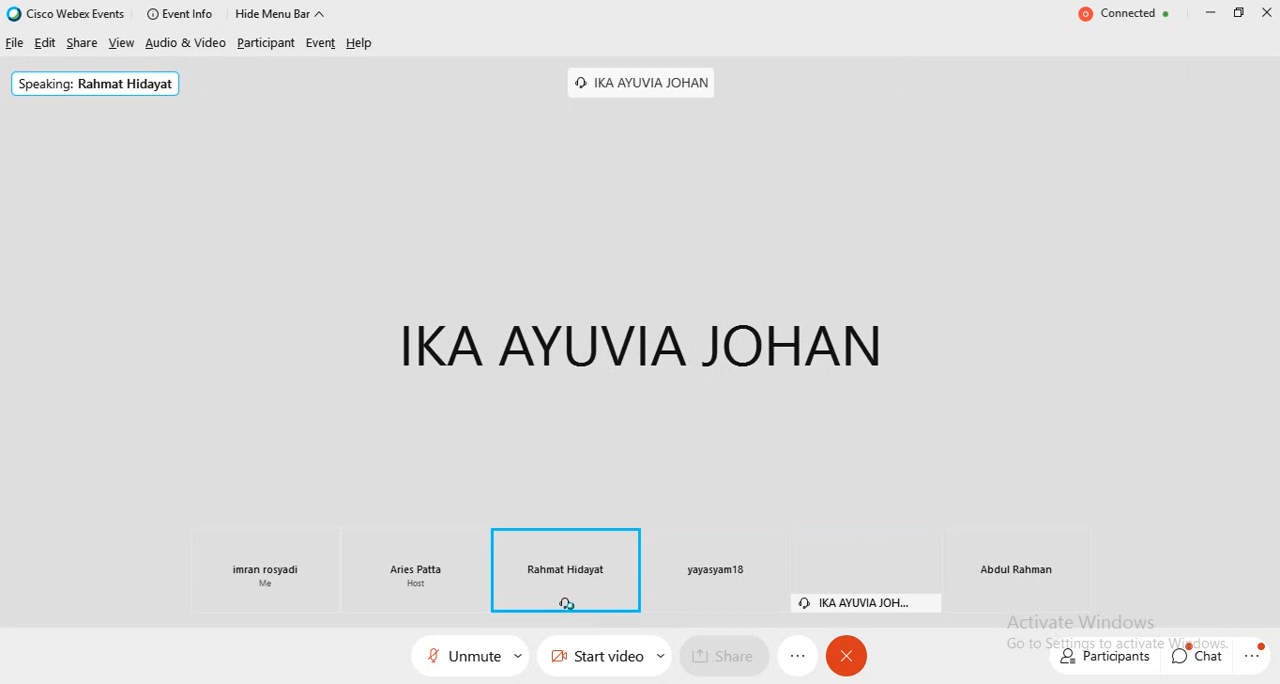 Cisco Webex Events Event Info Hide Menu Bar Connected
File Edit Share View Audio & Video Participant Event Help
Speaking: Rahmat Hidayat
IKA AYUVIA JOHAN
IKA AYUVIA JOHAN
imran rosyadi
Me
Aries Patta
Host
Rahmat Hidayat
yayasyam18
IKA AYUVIA JOH...
Abdul Rahman
Activate Windows
Go to Settings to activate Windows.
Unmute Start video Share ... Participants Chat ...